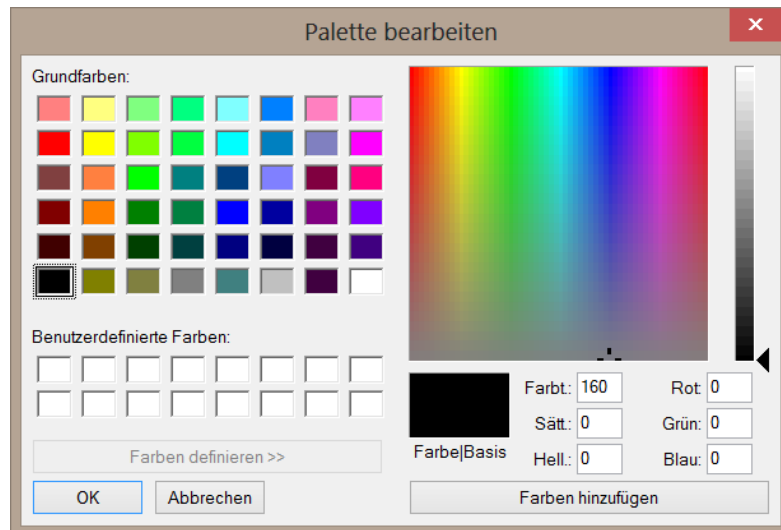 Palette bearbeiten
x
Grundfarben:
Benutzerdefinierte Farben:
Farben definieren >>
OK
Abbrechen
Farbe|Basis
Farbt.: 160
Sätt.: 0
Hell.: 0
Rot: 0
Grün: 0
Blau: 0
Farben hinzufügen